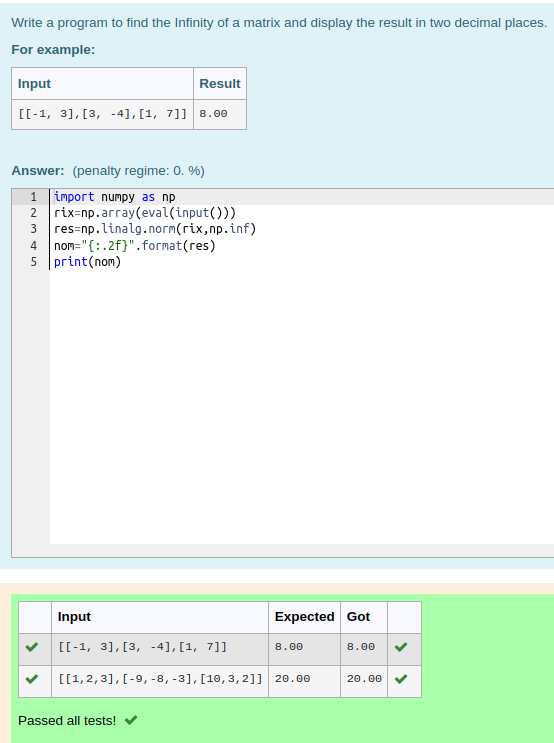 Write a program to find the Infinity of a matrix and display the result in two decimal places.
For example:
Input Result
[[-1, 3],[3, -4],[1, 7]] 8.00
Answer: (penalty regime: 0. %)
1 import numpy as np
2 rix=np.array(eval(input()))
3 res=np.linalg.norm(rix,np.inf)
4 nom="{:.2f}".format(res)
5 print(nom)
Input Expected Got
[[-1, 3],[3, -4],[1, 7]] 8.00 8.00
[[1,2,3],[-9,-8,-3],[10,3,2]] 20.00 20.00
Passed all tests!